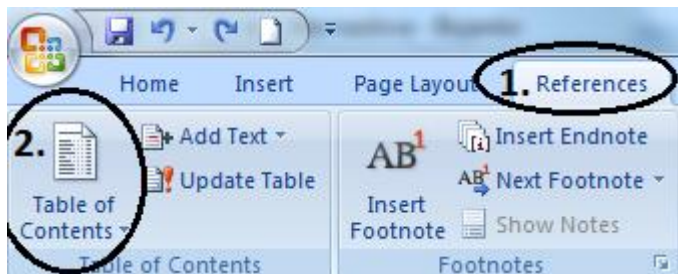 Home Insert Page Layout 1. References
2.
Add Text
Update Table
Table of
Contents
AB1
Insert
Footnote
[i] Insert Endnote
AB1 Next Footnote
Show Notes
Table of Contents Footnotes